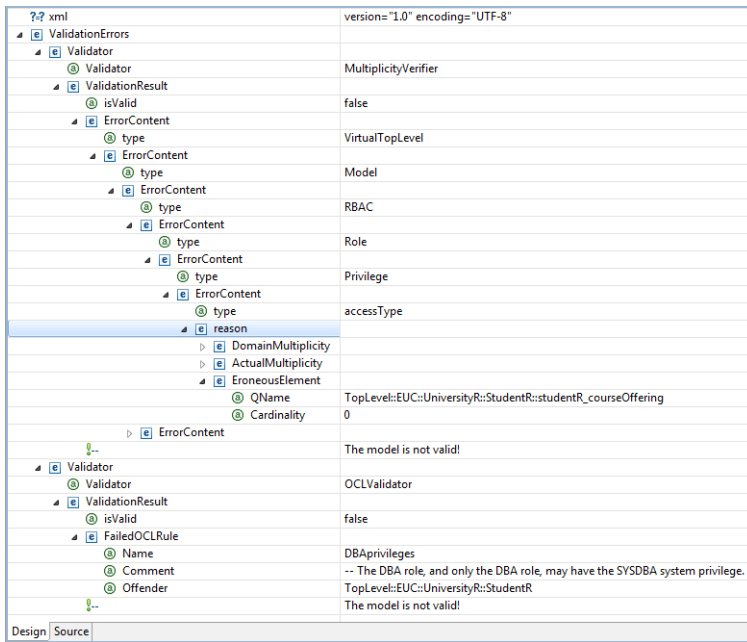 ?=? xml version="1.0" encoding="UTF-8"
e ValidationErrors
e Validator
@ Validator MultiplicityVerifier
e ValidationResult
@ isValid false
e ErrorContent
@ type VirtualTopLevel
e ErrorContent
@ type Model
e ErrorContent
@ type RBAC
e ErrorContent
@ type Role
e ErrorContent
@ type Privilege
e ErrorContent
@ type accessType
e reason
e DomainMultiplicity
e ActualMultiplicity
e EroneousElement
@ QName TopLevel::EUC::UniversityR::StudentR::studentR_courseOffering
@ Cardinality 0
e ErrorContent
!-- The model is not valid!
e Validator
@ Validator OCLValidator
e ValidationResult
@ isValid false
e FailedOCLRule
@ Name DBAprivileges
@ Comment -- The DBA role, and only the DBA role, may have the SYSDBA system privilege.
@ Offender TopLevel::EUC::UniversityR::StudentR
!-- The model is not valid!
Design Source